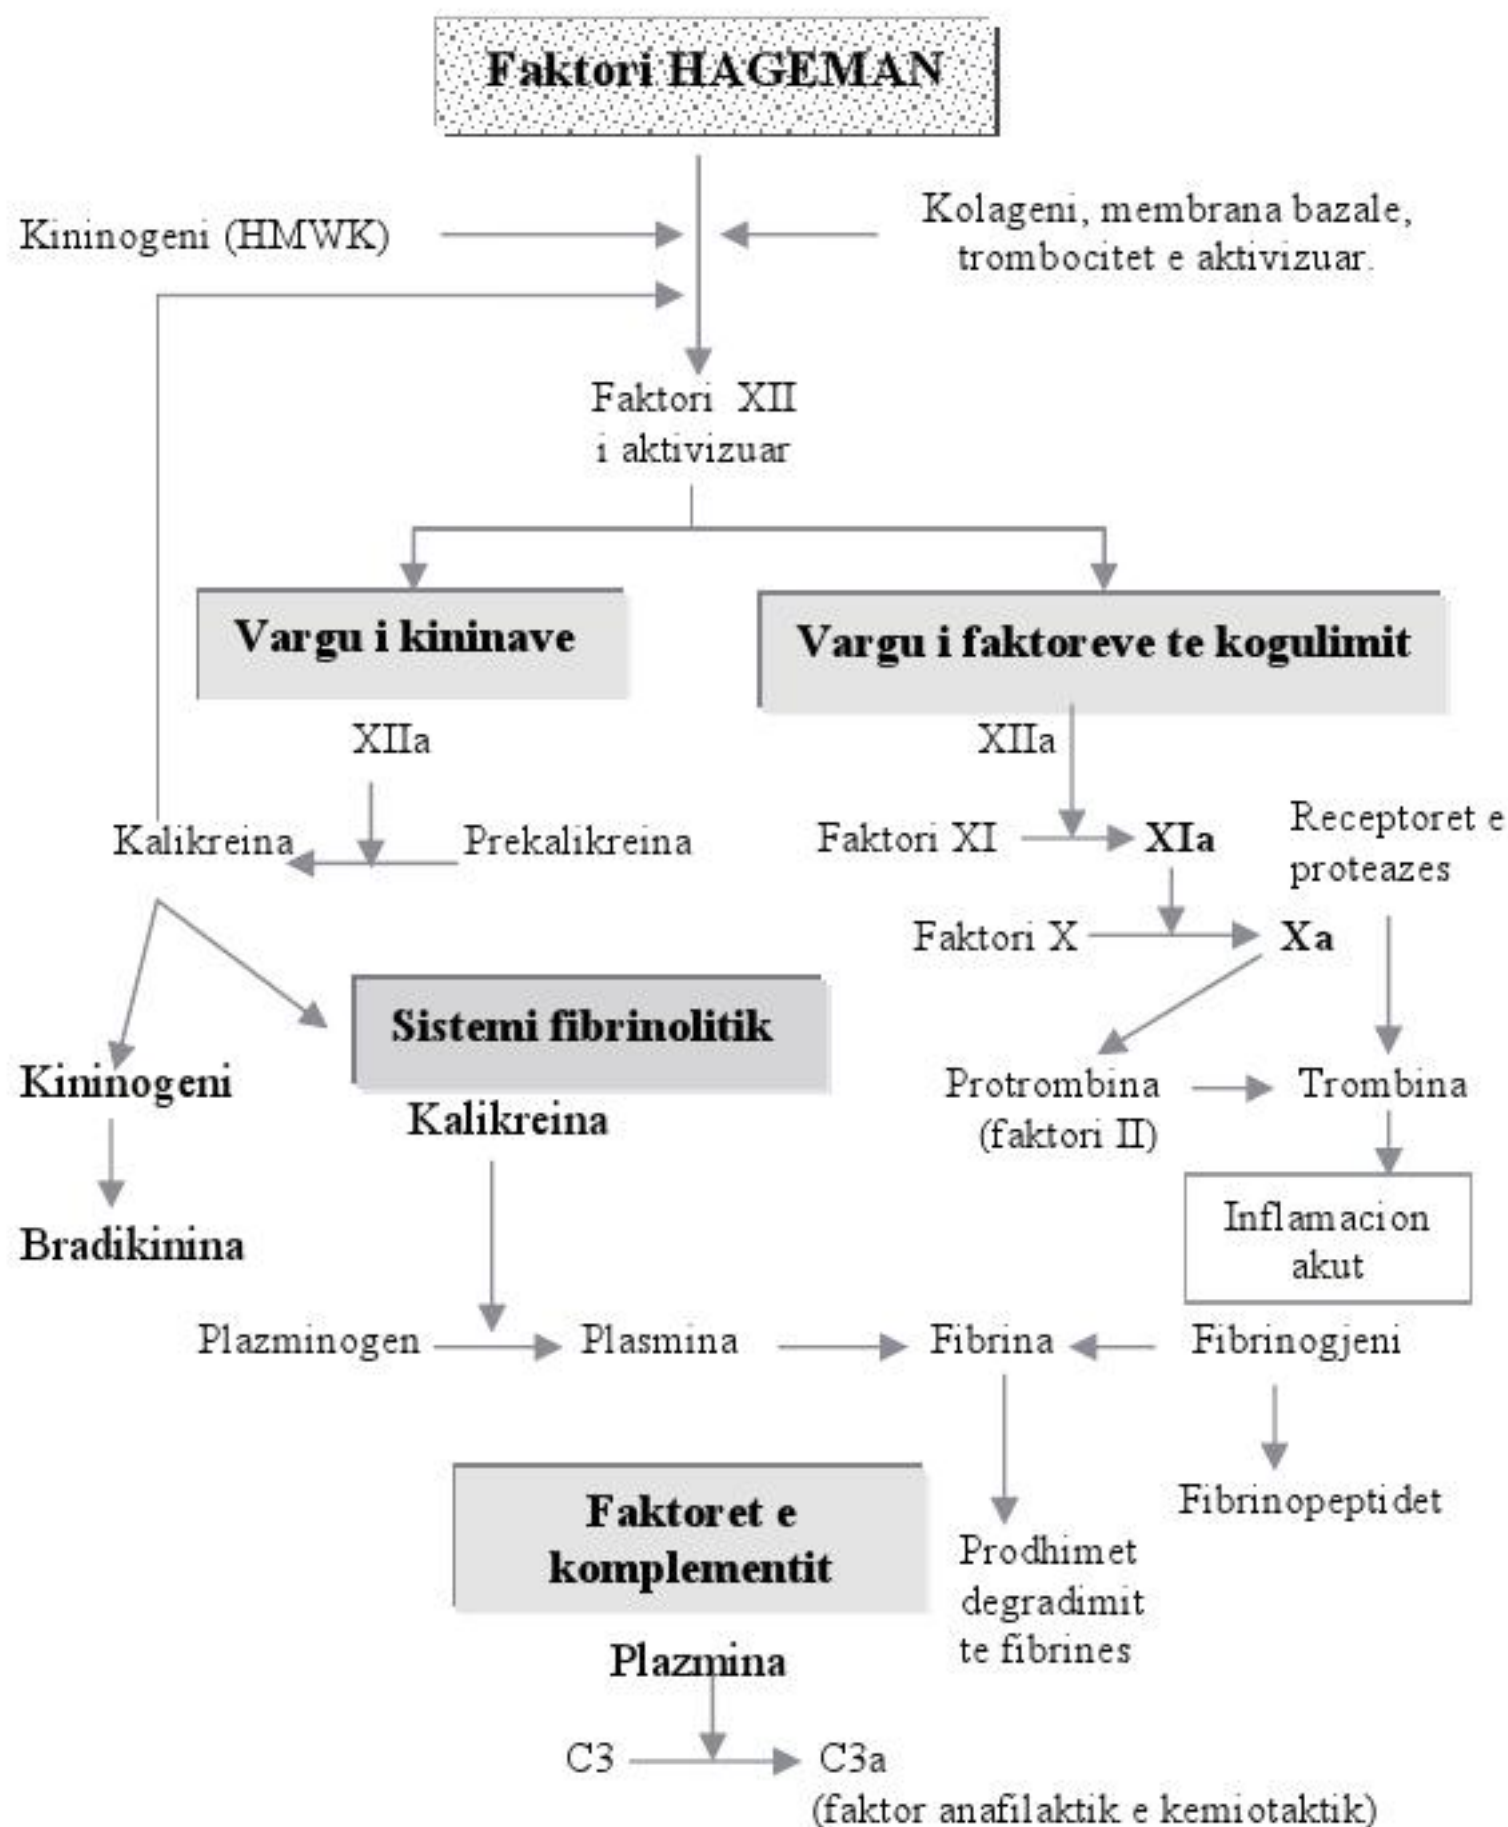 Faktori HAGEMAN
Kininogeni (HMWK)
Kolageni, membrana bazale,
trombocitet e aktivizuar.
Faktori XII
i aktivizuar
Vargu i kininave
Vargu i faktoreve te kogulimit
XIIa
XIIa
Kalikreina
Prekalikreina
Faktori XI
XIa
Receptoret e
proteazes
Faktori X
Xa
Sistemi fibrinolitik
Kininogeni
Kalikreina
Protrombina
(faktori II)
Trombina
Bradikinina
Inflamacion
akut
Plazminogen
Plasmina
Fibrina
Fibrinogjeni
Fibrinopeptidet
Faktoret e
komplementit
Prodhimet
degradimit
te fibrines
Plazmina
C3
C3a
(faktor anafilaktik e kemiotaktik)